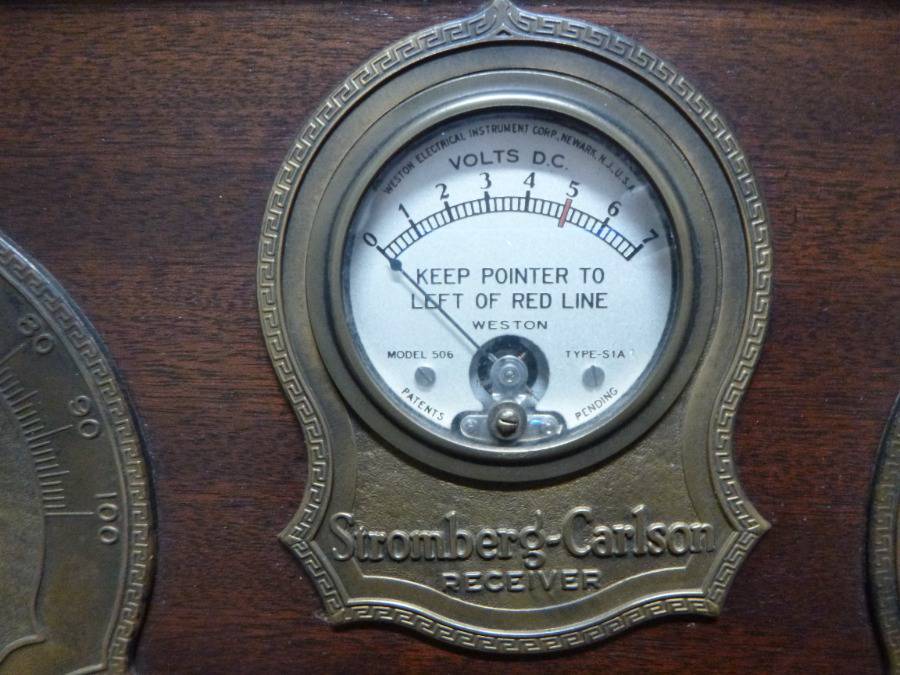 WESTON ELECTRICAL INSTRUMENT CORP., NEWARK, N.J., U.S.A.
VOLTS D.C.
0 1 2 3 4 5 6 7
KEEP POINTER TO
LEFT OF RED LINE
WESTON
MODEL 506 TYPE-S1A
PATENTS PENDING
Stromberg-Carlson
RECEIVER
80
90
100